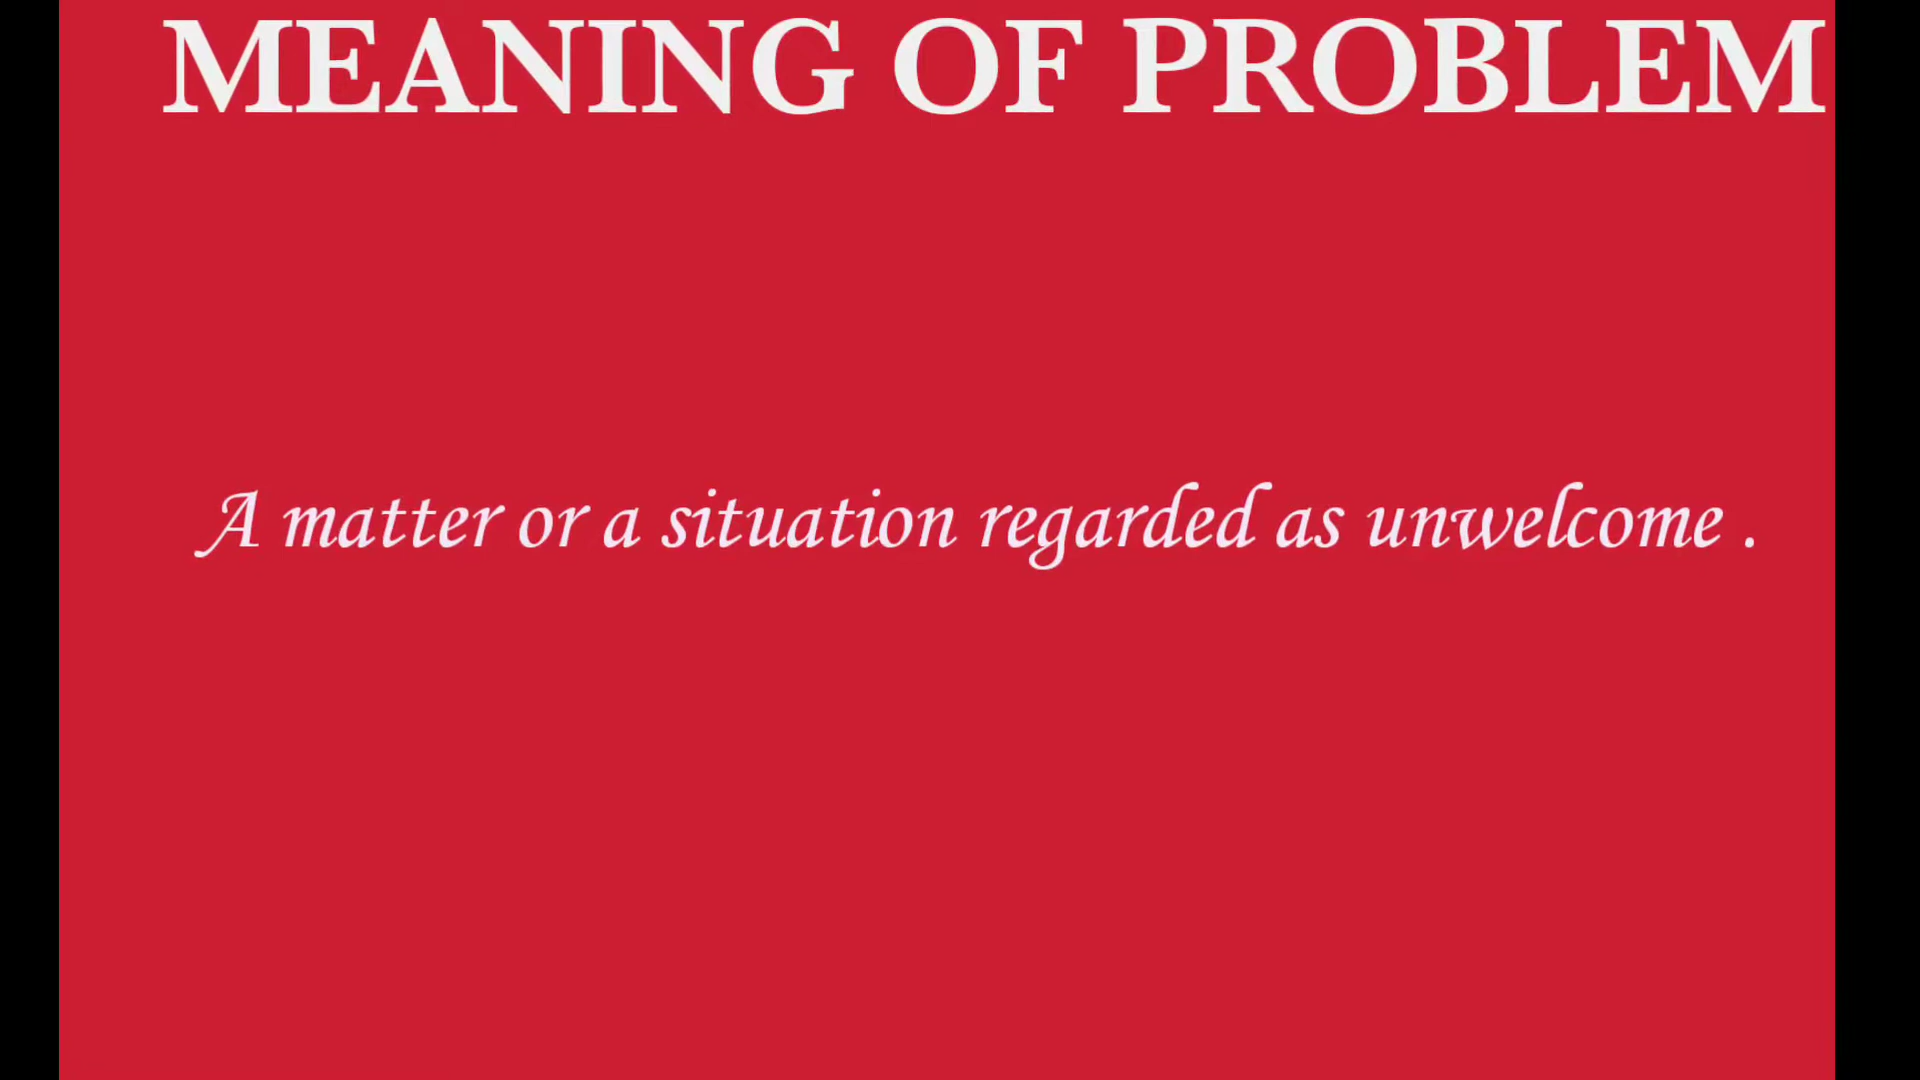 MEANING OF PROBLEM
A matter or a situation regarded as unwelcome .